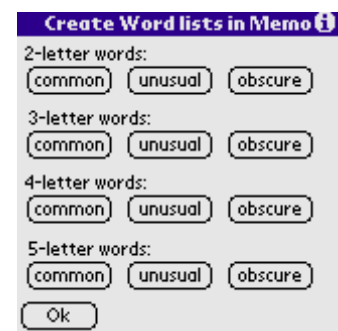 Create Word lists in Memo i
2-letter words:
common unusual obscure
3-letter words:
common unusual obscure
4-letter words:
common unusual obscure
5-letter words:
common unusual obscure
Ok